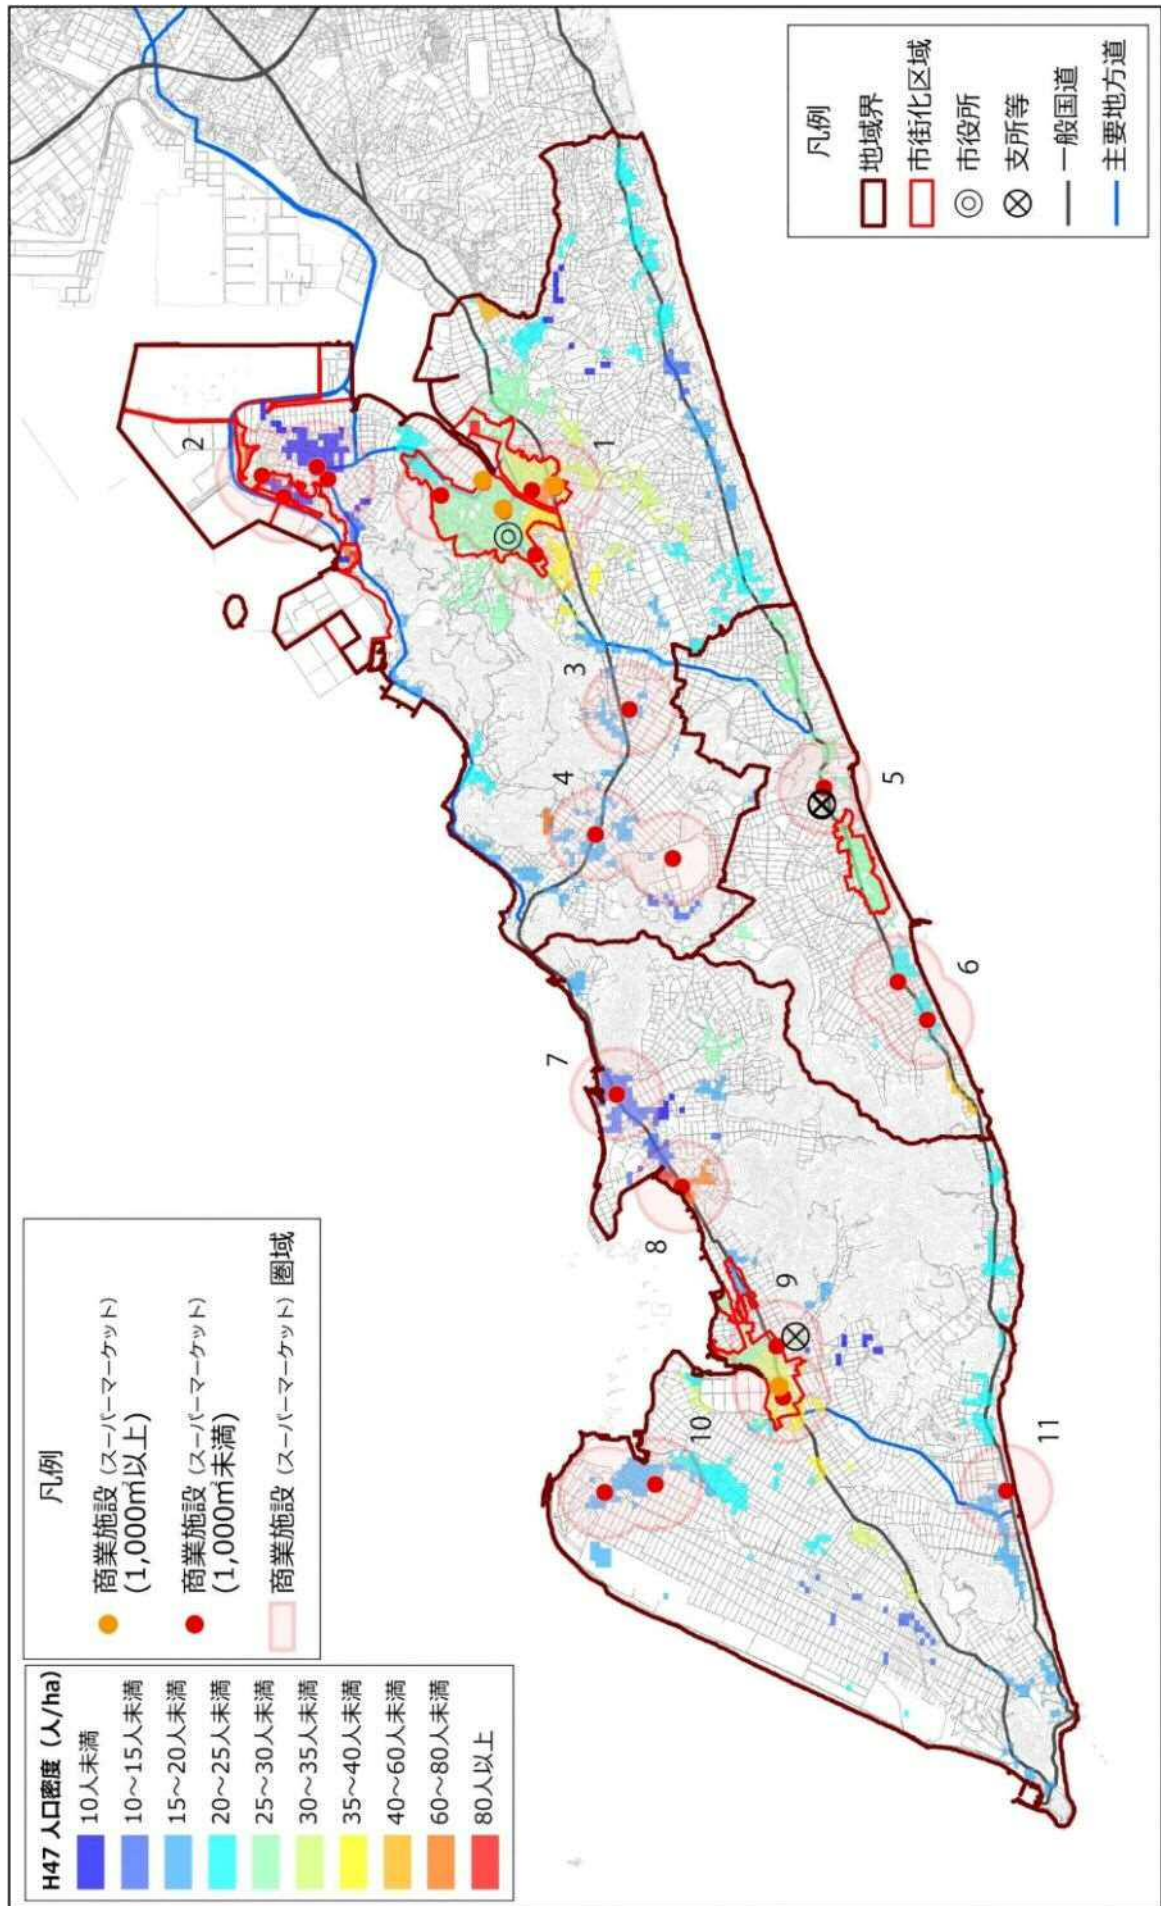 H47 人口密度 (人/ha)
10人未満
10～15人未満
15～20人未満
20～25人未満
25～30人未満
30～35人未満
35～40人未満
40～60人未満
60～80人未満
80人以上
凡例
商業施設 (スーパーマーケット)
(1,000㎡以上)
商業施設 (スーパーマーケット)
(1,000㎡未満)
商業施設 (スーパーマーケット) 圏域
凡例
地域界
市街化区域
市役所
支所等
一般国道
主要地方道
1
2
3
4
5
6
7
8
9
10
11